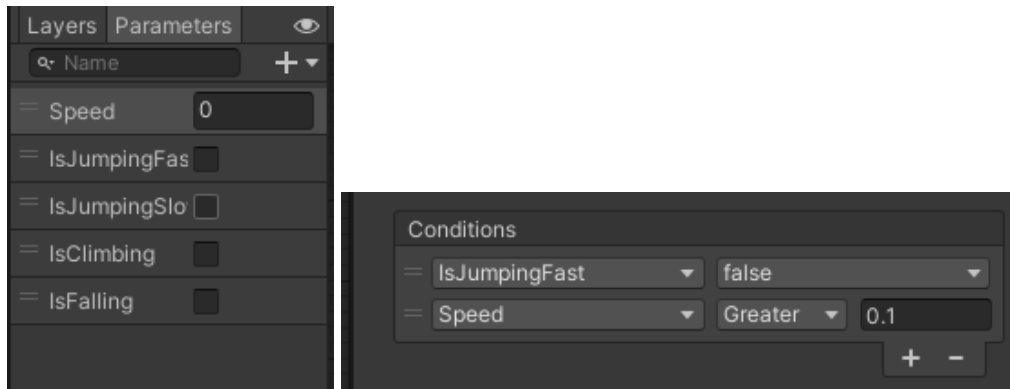 Layers Parameters
Name
Speed 0
IsJumpingFas
IsJumpingSlo
IsClimbing
IsFalling
Conditions
IsJumpingFast false
Speed Greater 0.1